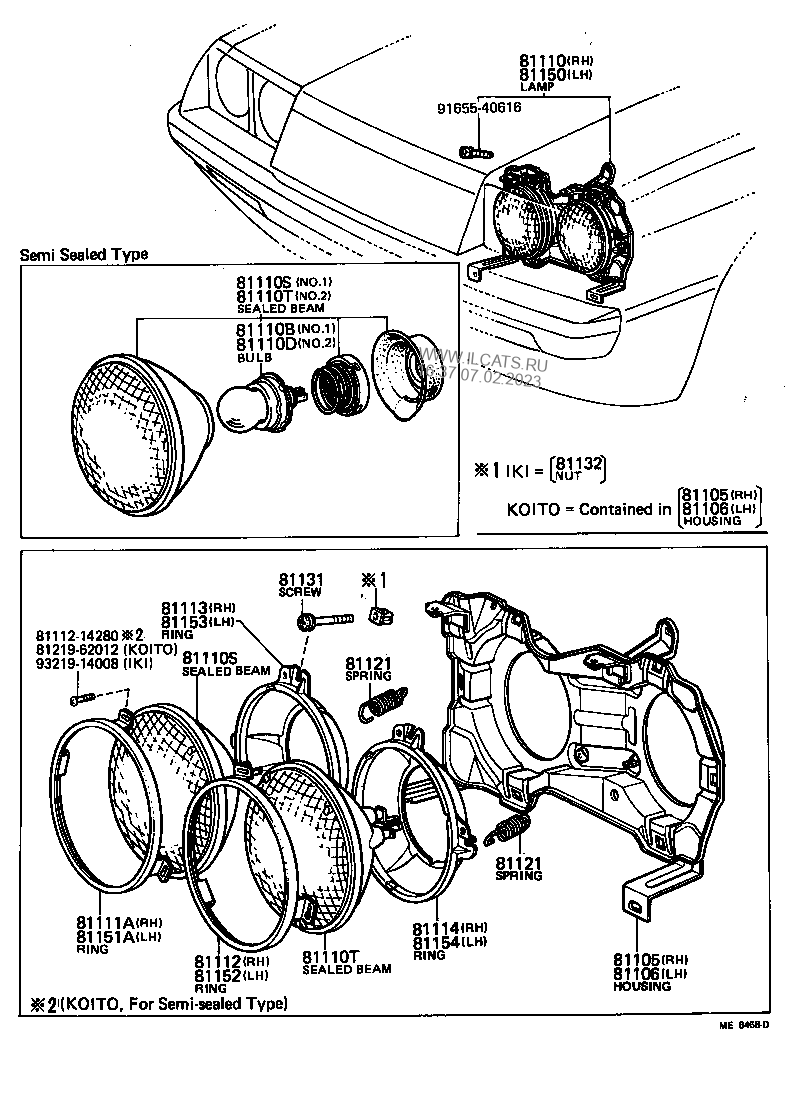 81110(RH)
81150(LH)
LAMP
91655-40616
Semi Sealed Type
81110S (NO.1)
81110T (NO.2)
SEALED BEAM
81110B(NO.1)
81110D(NO.2)
BULB
WWW.ILCATS.RU
07.02.2023
※1 IKI = [81132]
NUT
KOITO = Contained in
81105(RH)
81106(LH)
HOUSING
81131
SCREW
※1
81113(RH)
81153(LH)
RING
81112-14280※2
81219-62012 (KOITO)
93219-14008 (IKI)
81110S
SEALED BEAM
81121
SPRING
81121
SPRING
81111A(RH)
81151A(LH)
RING
81112(RH)
81152(LH)
RING
81110T
SEALED BEAM
81114(RH)
81154(LH)
RING
81105(RH)
81106(LH)
HOUSING
※2(KOITO, For Semi-sealed Type)
ME 8468-D